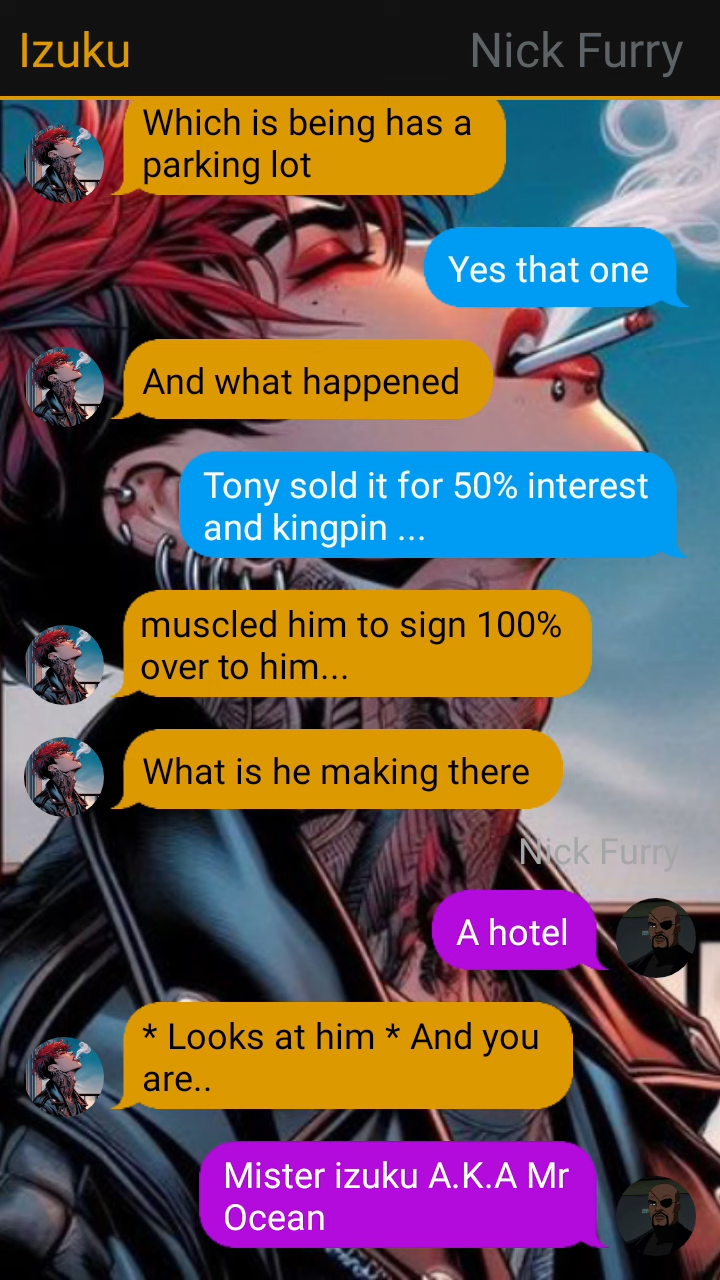 Izuku
Nick Furry
Which is being has a
parking lot
Yes that one
And what happened
Tony sold it for 50% interest
and kingpin ...
muscled him to sign 100%
over to him...
What is he making there
Nick Furry
A hotel
* Looks at him * And you
are..
Mister izuku A.K.A Mr
Ocean